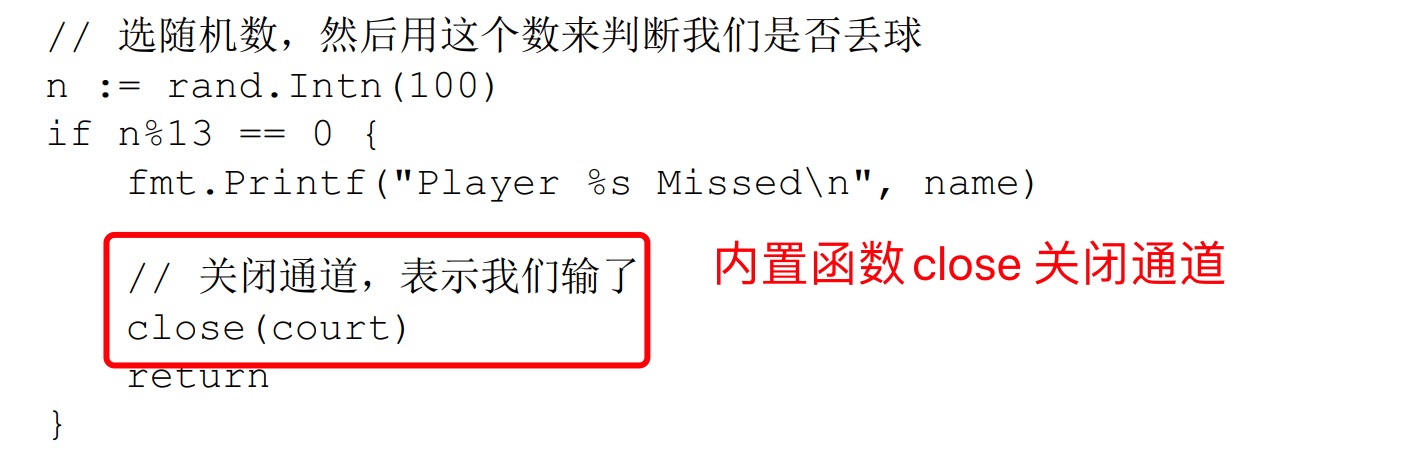 // 选随机数，然后用这个数来判断我们是否丢球
n := rand.Intn(100)
if n%13 == 0 {
    fmt.Printf("Player %s Missed\n", name)
    // 关闭通道，表示我们输了
内置函数close 关闭通道
    close(court)
    return
}